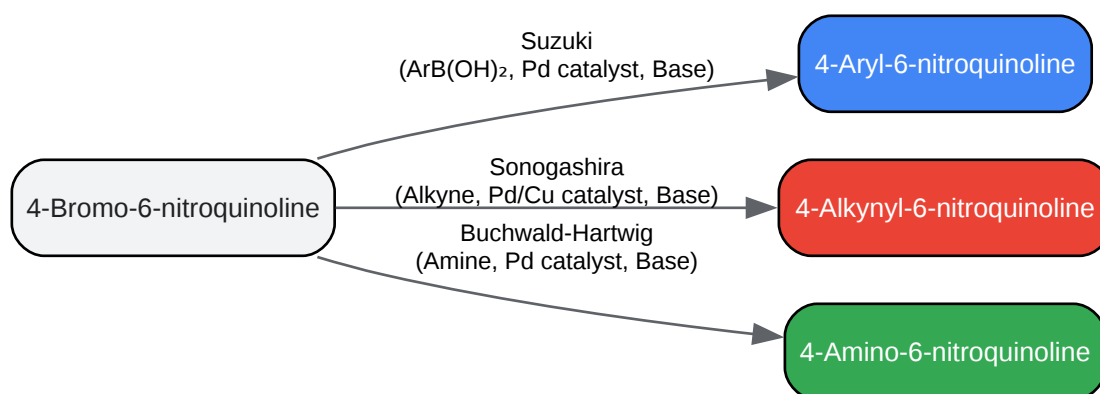 Suzuki
(ArB(OH)₂, Pd catalyst, Base)
4-Aryl-6-nitroquinoline
4-Bromo-6-nitroquinoline
Sonogashira
(Alkyne, Pd/Cu catalyst, Base)
4-Alkynyl-6-nitroquinoline
Buchwald-Hartwig
(Amine, Pd catalyst, Base)
4-Amino-6-nitroquinoline